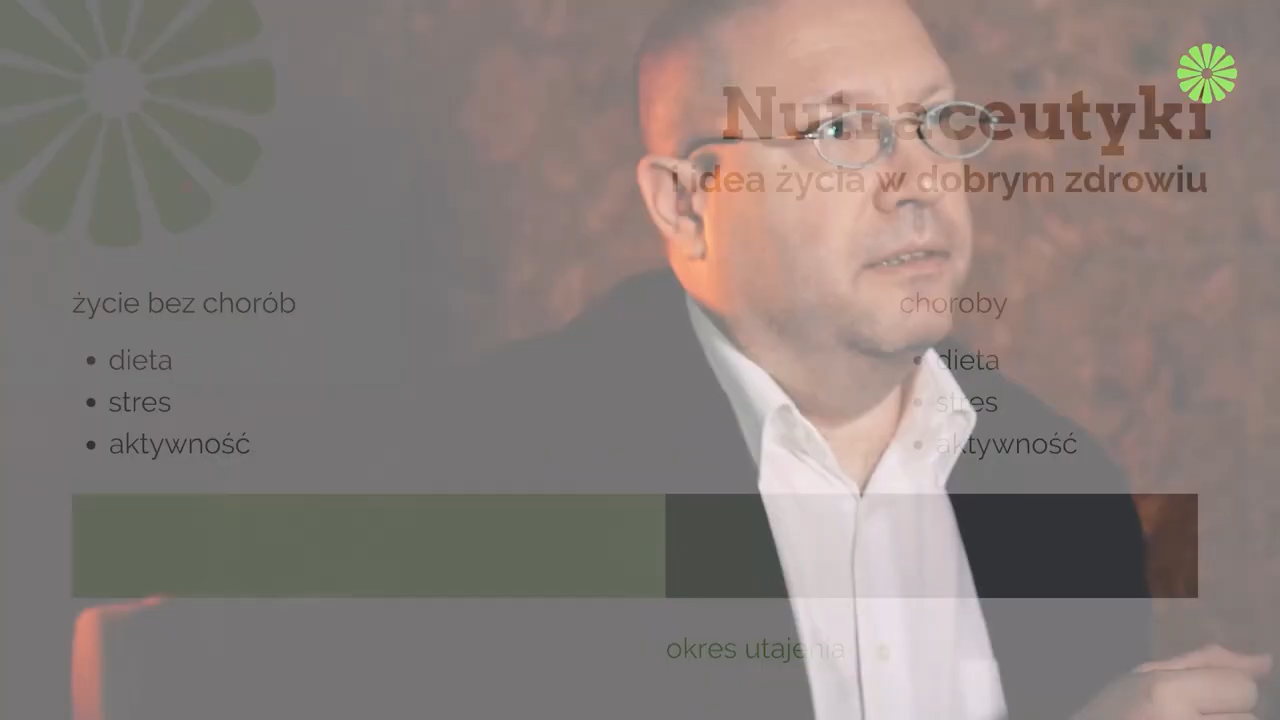 Nutraceutyki
idea życia w dobrym zdrowiu
życie bez chorób
choroby
dieta
stres
aktywność
dieta
stres
aktywność
okres utajenia